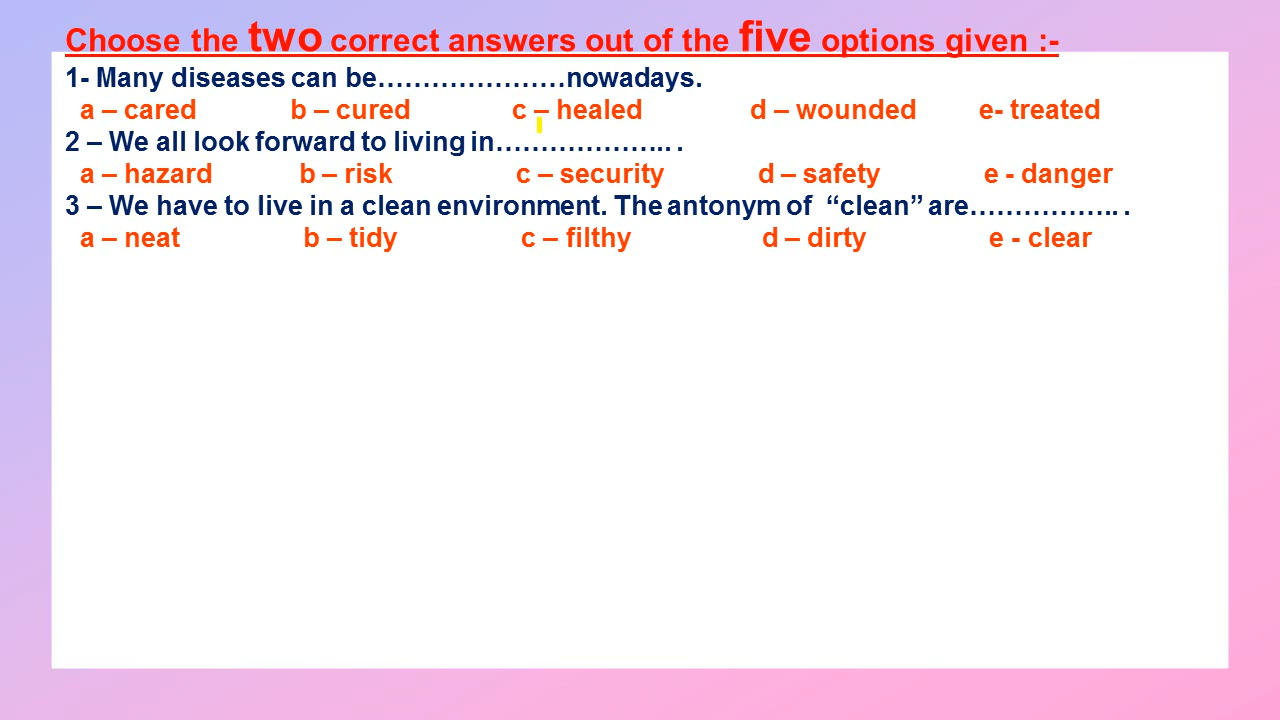 Choose the two correct answers out of the five options given :-
1- Many diseases can be…………………nowadays.
a – cared b – cured c – healed d – wounded e- treated
2 – We all look forward to living in……………….. .
a – hazard b – risk c – security d – safety e - danger
3 – We have to live in a clean environment. The antonym of “clean” are…………….. .
a – neat b – tidy c – filthy d – dirty e - clear